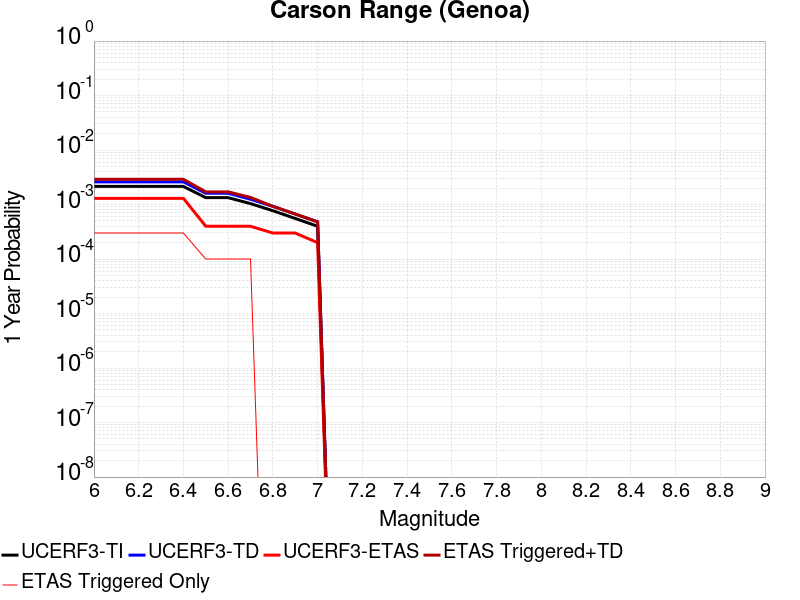 Carson Range (Genoa)
1 Year Probability
10^0
10^-1
10^-2
10^-3
10^-4
10^-5
10^-6
10^-7
10^-8
6 6.2 6.4 6.6 6.8 7 7.2 7.4 7.6 7.8 8 8.2 8.4 8.6 8.8 9
Magnitude
UCERF3-TI UCERF3-TD UCERF3-ETAS ETAS Triggered+TD
ETAS Triggered Only